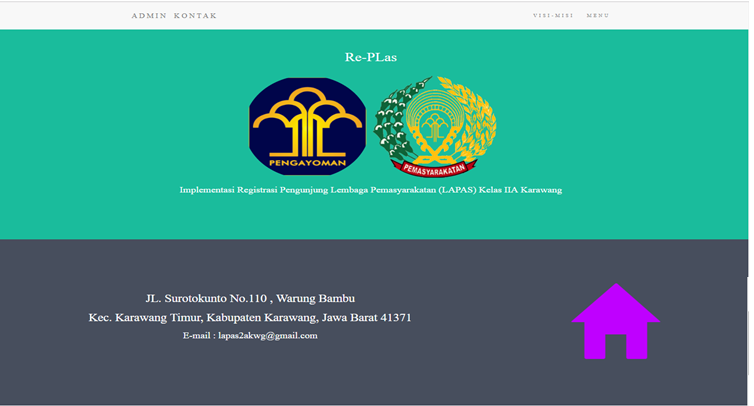 ADMIN KONTAK
VISI-MISI MENU
Re-PLas
PENGAYOMAN
PEMASYARAKATAN
Implementasi Registrasi Pengunjung Lembaga Pemasyarakatan (LAPAS) Kelas IIA Karawang
JL. Surotokunto No.110 , Warung Bambu
Kec. Karawang Timur, Kabupaten Karawang, Jawa Barat 41371
E-mail : lapas2akwg@gmail.com